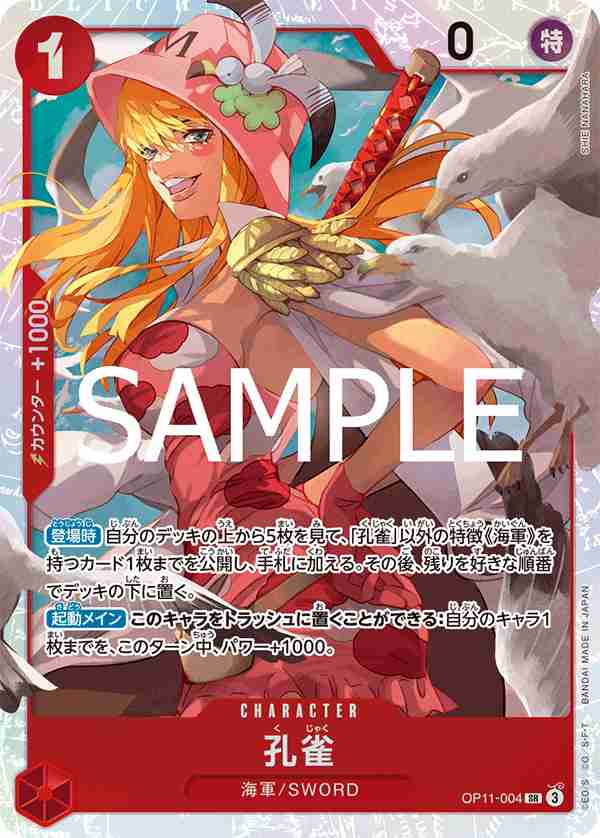 1
0
特
SHIE NANAHARA
カウンター +1000
SAMPLE
登場時 自分のデッキの上から5枚を見て、「孔雀」以外の特徴《海軍》を
持つカード1枚までを公開し、手札に加える。その後、残りを好きな順番
でデッキの下に置く。
起動メイン このキャラをトラッシュに置くことができる:自分のキャラ1
枚までを、このターン中、パワー+1000。
CHARACTER
孔雀
くじゃく
海軍/SWORD
OP11-004 SR 3
©E.O/S. ©O. S・F・T BANDAI MADE IN JAPAN